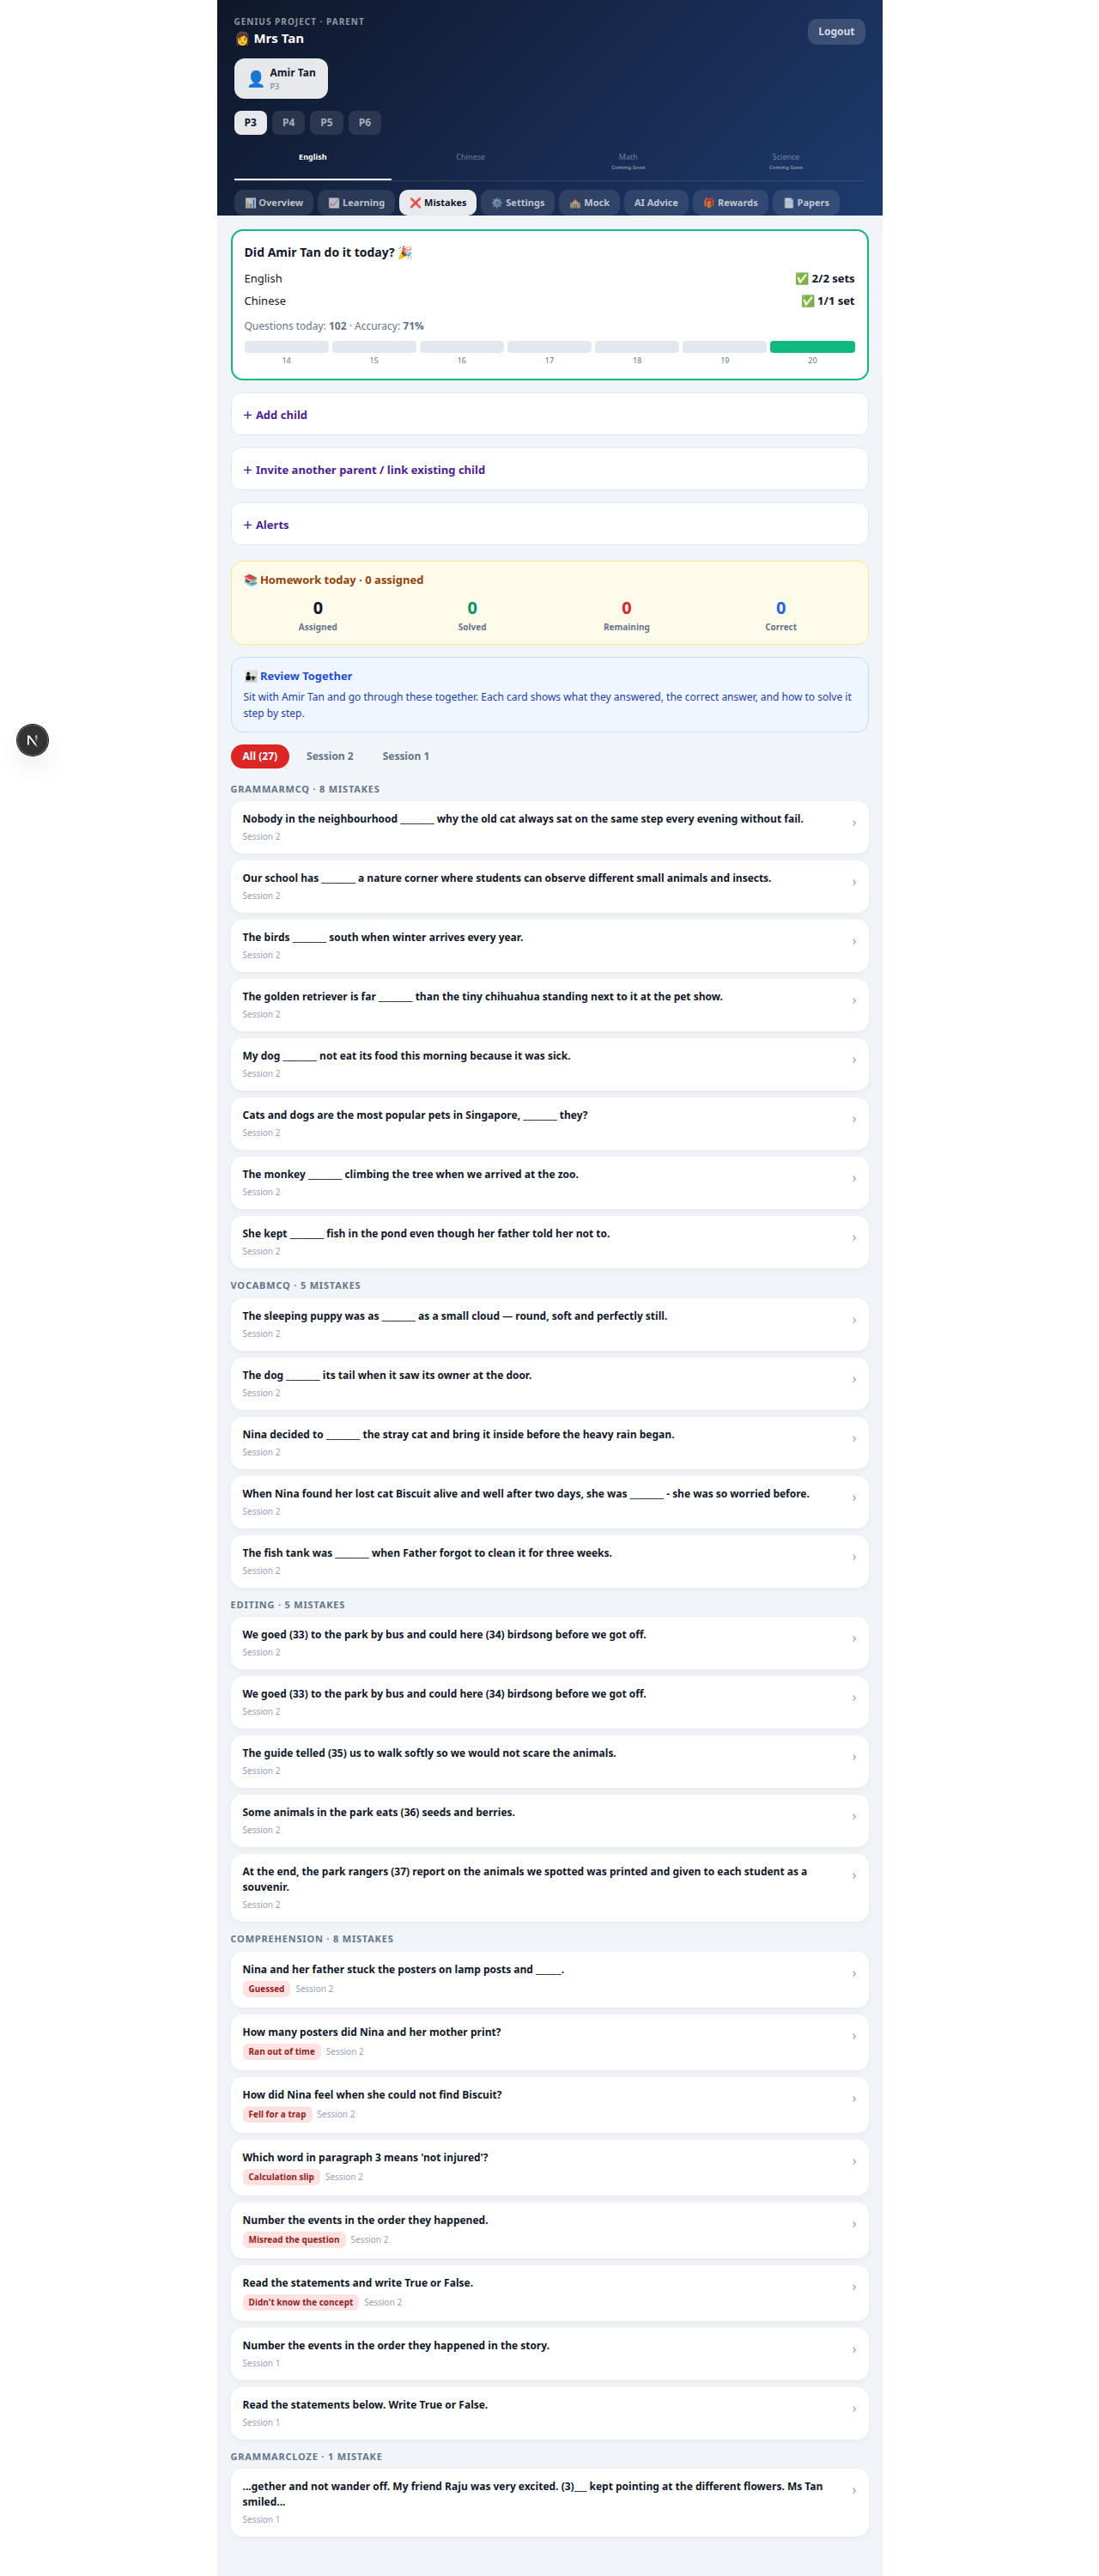 GENIUS PROJECT · PARENT
👩 Mrs Tan
Logout
👤 Amir Tan
P3
P3 P4 P5 P6
English Chinese Math Science
Coming Soon Coming Soon
📊 Overview 📈 Learning ❌ Mistakes ⚙️ Settings 🏫 Mock AI Advice 🎁 Rewards 📄 Papers
Did Amir Tan do it today? 🎉
English ✅ 2/2 sets
Chinese ✅ 1/1 set
Questions today: 102 · Accuracy: 71%
14 15 16 17 18 19 20
+ Add child
+ Invite another parent / link existing child
+ Alerts
📚 Homework today · 0 assigned
0 0 0 0
Assigned Solved Remaining Correct
👨‍👧 Review Together
Sit with Amir Tan and go through these together. Each card shows what they answered, the correct answer, and how to solve it
step by step.
N
All (27) Session 2 Session 1
GRAMMARMCQ · 8 MISTAKES
Nobody in the neighbourhood ________ why the old cat always sat on the same step every evening without fail. ›
Session 2
Our school has ________ a nature corner where students can observe different small animals and insects. ›
Session 2
The birds ________ south when winter arrives every year. ›
Session 2
The golden retriever is far ________ than the tiny chihuahua standing next to it at the pet show. ›
Session 2
My dog ________ not eat its food this morning because it was sick. ›
Session 2
Cats and dogs are the most popular pets in Singapore, ________ they? ›
Session 2
The monkey ________ climbing the tree when we arrived at the zoo. ›
Session 2
She kept ________ fish in the pond even though her father told her not to. ›
Session 2
VOCABMCQ · 5 MISTAKES
The sleeping puppy was as ________ as a small cloud — round, soft and perfectly still. ›
Session 2
The dog ________ its tail when it saw its owner at the door. ›
Session 2
Nina decided to ________ the stray cat and bring it inside before the heavy rain began. ›
Session 2
When Nina found her lost cat Biscuit alive and well after two days, she was ________ - she was so worried before. ›
Session 2
The fish tank was ________ when Father forgot to clean it for three weeks. ›
Session 2
EDITING · 5 MISTAKES
We goed (33) to the park by bus and could here (34) birdsong before we got off. ›
Session 2
We goed (33) to the park by bus and could here (34) birdsong before we got off. ›
Session 2
The guide telled (35) us to walk softly so we would not scare the animals. ›
Session 2
Some animals in the park eats (36) seeds and berries. ›
Session 2
At the end, the park rangers (37) report on the animals we spotted was printed and given to each student as a
souvenir. ›
Session 2
COMPREHENSION · 8 MISTAKES
Nina and her father stuck the posters on lamp posts and ______. ›
Guessed Session 2
How many posters did Nina and her mother print? ›
Ran out of time Session 2
How did Nina feel when she could not find Biscuit? ›
Fell for a trap Session 2
Which word in paragraph 3 means 'not injured'? ›
Calculation slip Session 2
Number the events in the order they happened. ›
Misread the question Session 2
Read the statements and write True or False. ›
Didn't know the concept Session 2
Number the events in the order they happened in the story. ›
Session 1
Read the statements below. Write True or False. ›
Session 1
GRAMMARCLOZE · 1 MISTAKE
...gether and not wander off. My friend Raju was very excited. (3)___ kept pointing at the different flowers. Ms Tan
smiled... ›
Session 1